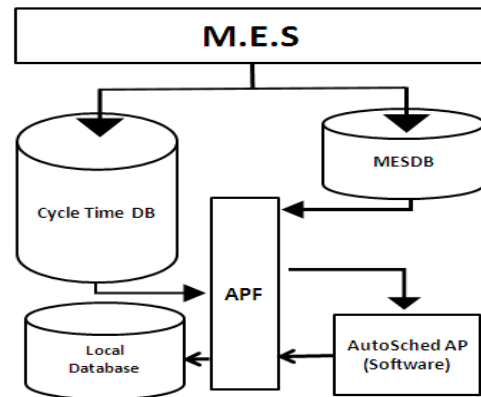 M.E.S
MESDB
Cycle Time DB
APF
AutoSched AP
(Software)
Local
Database